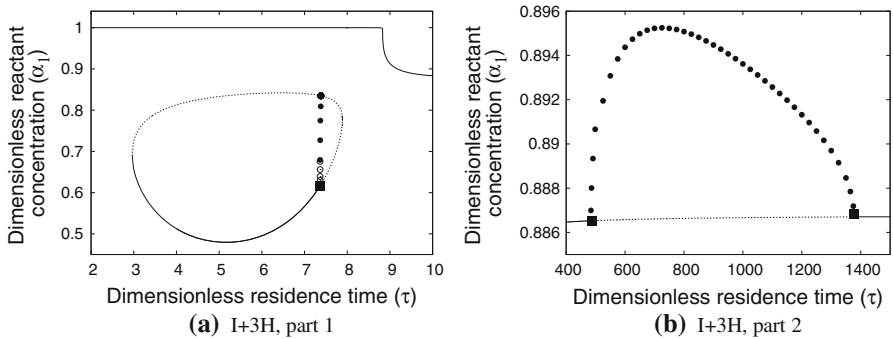 Dimensionless reactant
concentration (α₁)
1
0.9
0.8
0.7
0.6
0.5
2 3 4 5 6 7 8 9 10
Dimensionless residence time (τ)
(a) I+3H, part 1
Dimensionless reactant
concentration (α₁)
0.896
0.894
0.892
0.890
0.888
0.886
400 600 800 1000 1200 1400
Dimensionless residence time (τ)
(b) I+3H, part 2